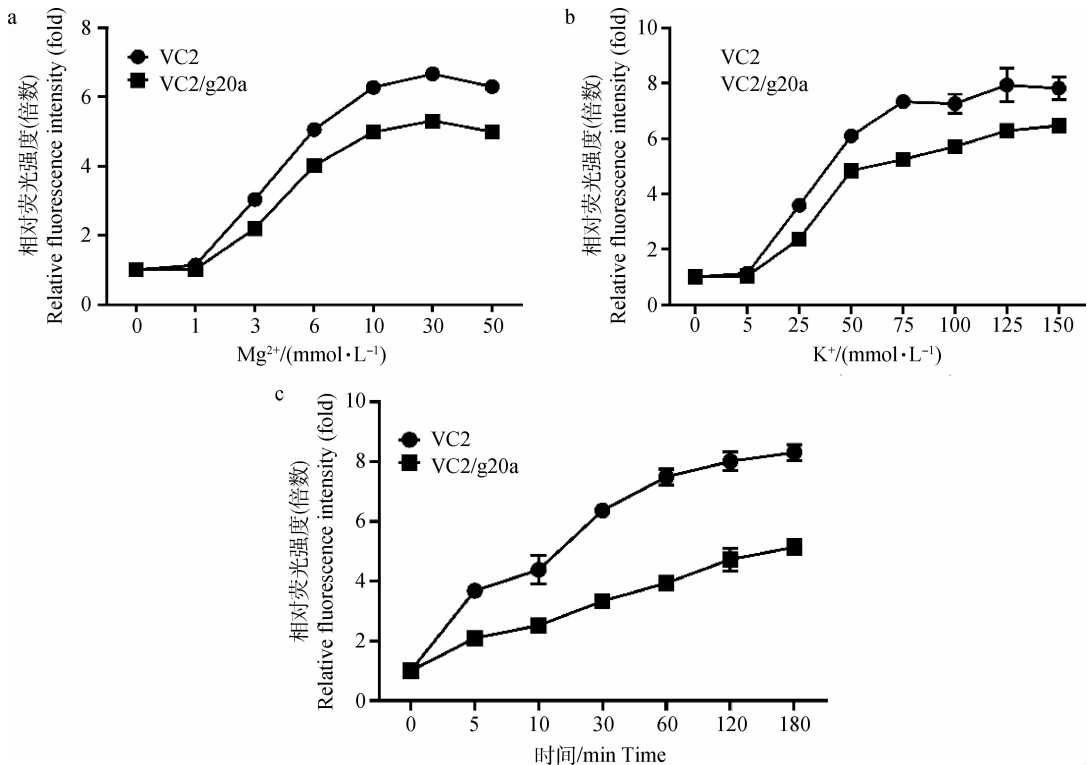 a
相对荧光强度(倍数)
Relative fluorescence intensity (fold)
8
6
4
2
0
VC2
VC2/g20a
0 1 3 6 10 30 50
Mg²⁺/(mmol·L⁻¹)
b
相对荧光强度(倍数)
Relative fluorescence intensity (fold)
10
8
6
4
2
0
VC2
VC2/g20a
0 5 25 50 75 100 125 150
K⁺/(mmol·L⁻¹)
c
相对荧光强度(倍数)
Relative fluorescence intensity (fold)
10
8
6
4
2
0
VC2
VC2/g20a
0 5 10 30 60 120 180
时间/min Time